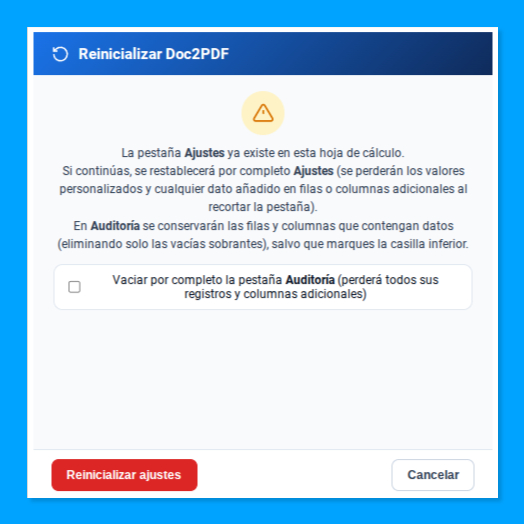 Reinicializar Doc2PDF
La pestaña Ajustes ya existe en esta hoja de cálculo.
Si continúas, se restablecerá por completo Ajustes (se perderán los valores
personalizados y cualquier dato añadido en filas o columnas adicionales al
recortar la pestaña).
En Auditoría se conservarán las filas y columnas que contengan datos
(eliminando solo las vacías sobrantes), salvo que marques la casilla inferior.
Vaciar por completo la pestaña Auditoría (perderá todos sus
registros y columnas adicionales)
Reinicializar ajustes
Cancelar